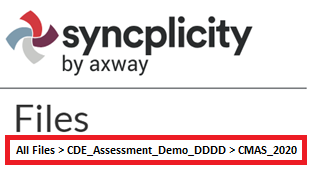 syncplicity
by axway
Files
All Files > CDE_Assessment_Demo_DDDD > CMAS_2020